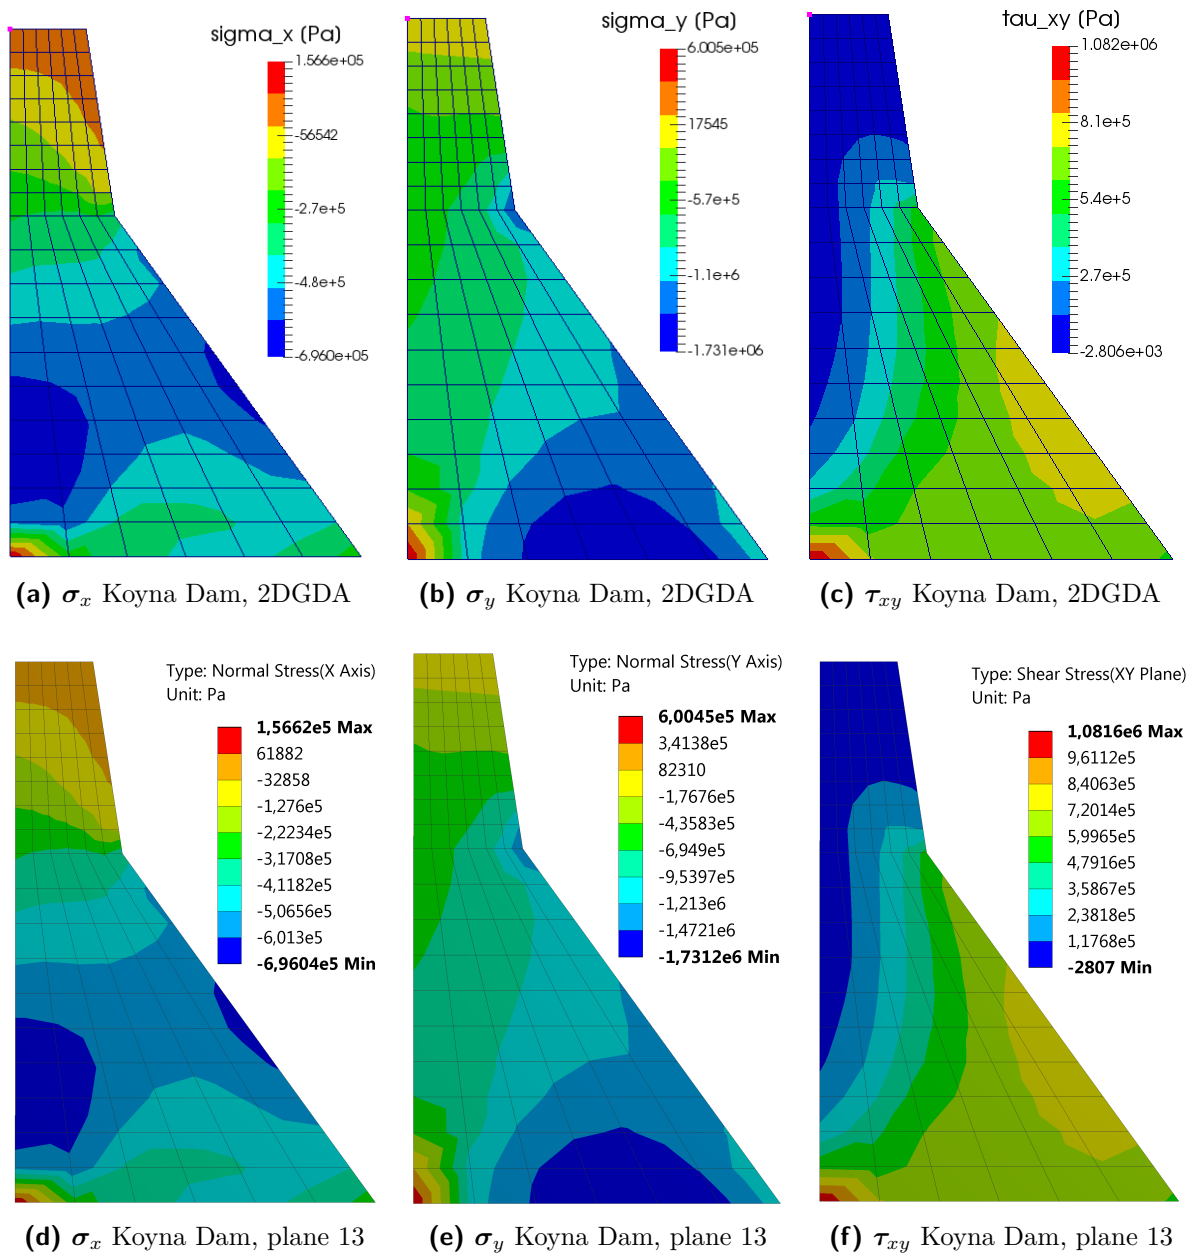 sigma_x (Pa)
1.566e+05
-56542
-2.7e+5
-4.8e+5
-6.960e+05
sigma_y (Pa)
6.005e+05
17545
-5.7e+5
-1.1e+6
-1.731e+06
tau_xy (Pa)
1.082e+06
8.1e+5
5.4e+5
2.7e+5
-2.806e+03
(a) σx Koyna Dam, 2DGDA
(b) σy Koyna Dam, 2DGDA
(c) τxy Koyna Dam, 2DGDA
Type: Normal Stress(X Axis)
Unit: Pa
1,5662e5 Max
61882
-32858
-1,276e5
-2,2234e5
-3,1708e5
-4,1182e5
-5,0656e5
-6,013e5
-6,9604e5 Min
Type: Normal Stress(Y Axis)
Unit: Pa
6,0045e5 Max
3,4138e5
82310
-1,7676e5
-4,3583e5
-6,949e5
-9,5397e5
-1,213e6
-1,4721e6
-1,7312e6 Min
Type: Shear Stress(XY Plane)
Unit: Pa
1,0816e6 Max
9,6112e5
8,4063e5
7,2014e5
5,9965e5
4,7916e5
3,5867e5
2,3818e5
1,1768e5
-2807 Min
(d) σx Koyna Dam, plane 13
(e) σy Koyna Dam, plane 13
(f) τxy Koyna Dam, plane 13